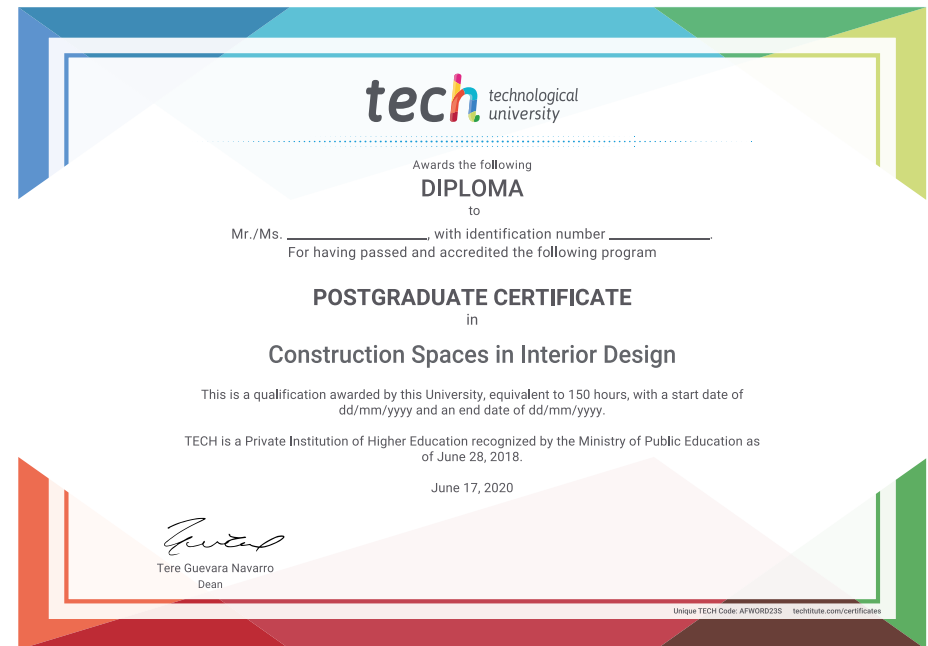 tech technological
university
Awards the following
DIPLOMA
to
Mr./Ms. ____________________, with identification number ______________.
For having passed and accredited the following program
POSTGRADUATE CERTIFICATE
in
Construction Spaces in Interior Design
This is a qualification awarded by this University, equivalent to 150 hours, with a start date of
dd/mm/yyyy and an end date of dd/mm/yyyy.
TECH is a Private Institution of Higher Education recognized by the Ministry of Public Education as
of June 28, 2018.
June 17, 2020
Tere Guevara Navarro
Dean
Unique TECH Code: AFWORD23S techtitute.com/certificates